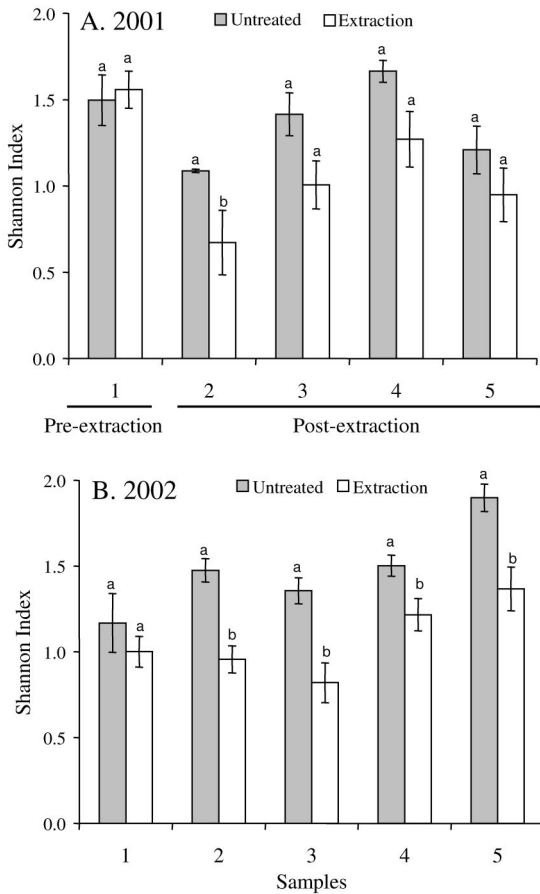 A. 2001
Untreated Extraction
2.0
1.5
1.0
0.5
0.0
Shannon Index
a a
a b
a a
a a
a a
1 2 3 4 5
Pre-extraction Post-extraction
B. 2002
Untreated Extraction
2.0
1.5
1.0
0.5
0.0
Shannon Index
a a
a b
a b
a b
a b
1 2 3 4 5
Samples